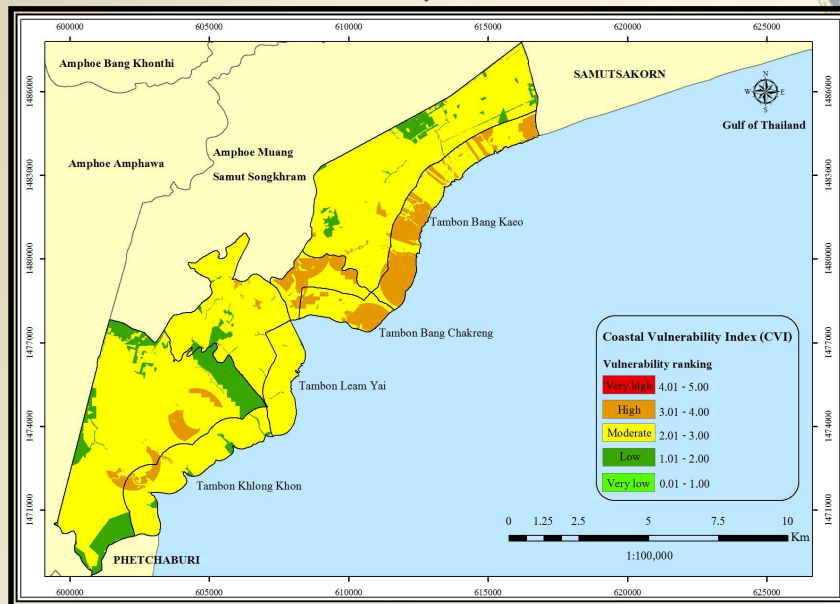 600000 605000 610000 615000 620000 625000
1486000
1483000
1480000
1477000
1474000
1471000
Amphoe Bang Khonthi
SAMUTSAKORN
N
W E
S
Gulf of Thailand
Amphoe Amphawa
Amphoe Muang
Samut Songkhram
Tambon Bang Kaeo
Tambon Bang Chakreng
Tambon Leam Yai
Tambon Khlong Khon
PHETCHABURI
Coastal Vulnerability Index (CVI)
Vulnerability ranking
Very high 4.01 - 5.00
High 3.01 - 4.00
Moderate 2.01 - 3.00
Low 1.01 - 2.00
Very low 0.01 - 1.00
0 1.25 2.5 5 7.5 10
Km
1:100,000
1486000
1483000
1480000
1477000
1474000
1471000
600000 605000 610000 615000 620000 625000